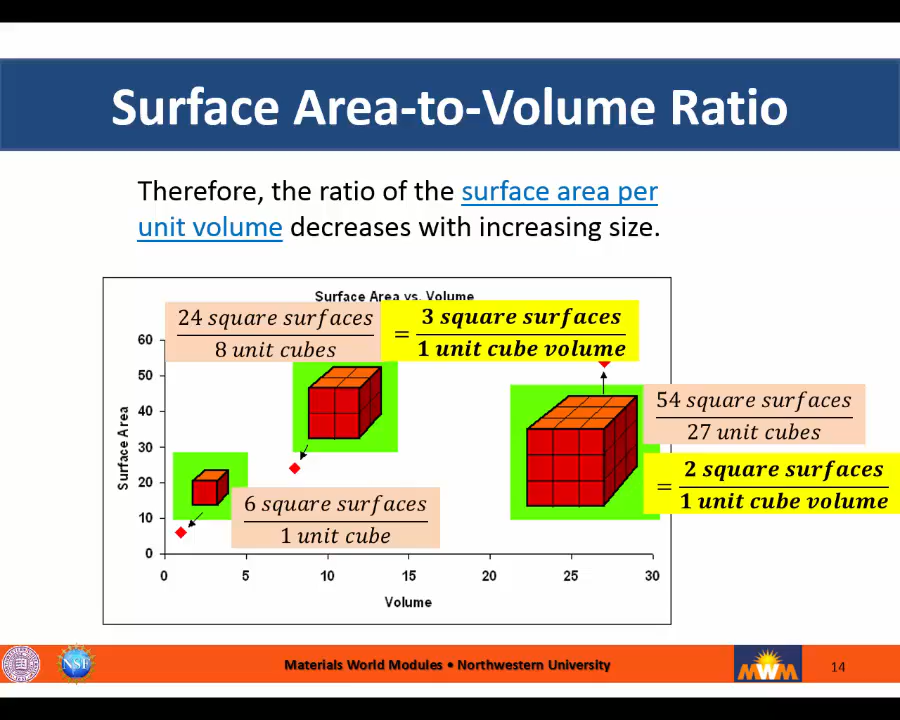 Surface Area-to-Volume Ratio
Therefore, the ratio of the surface area per
unit volume decreases with increasing size.
Surface Area vs. Volume
24 square surfaces
8 unit cubes
= 3 square surfaces
1 unit cube volume
54 square surfaces
27 unit cubes
= 2 square surfaces
1 unit cube volume
6 square surfaces
1 unit cube
Surface Area
60
50
40
30
20
10
0
0 5 10 15 20 25 30
Volume
NSF
Materials World Modules • Northwestern University
MWM
14